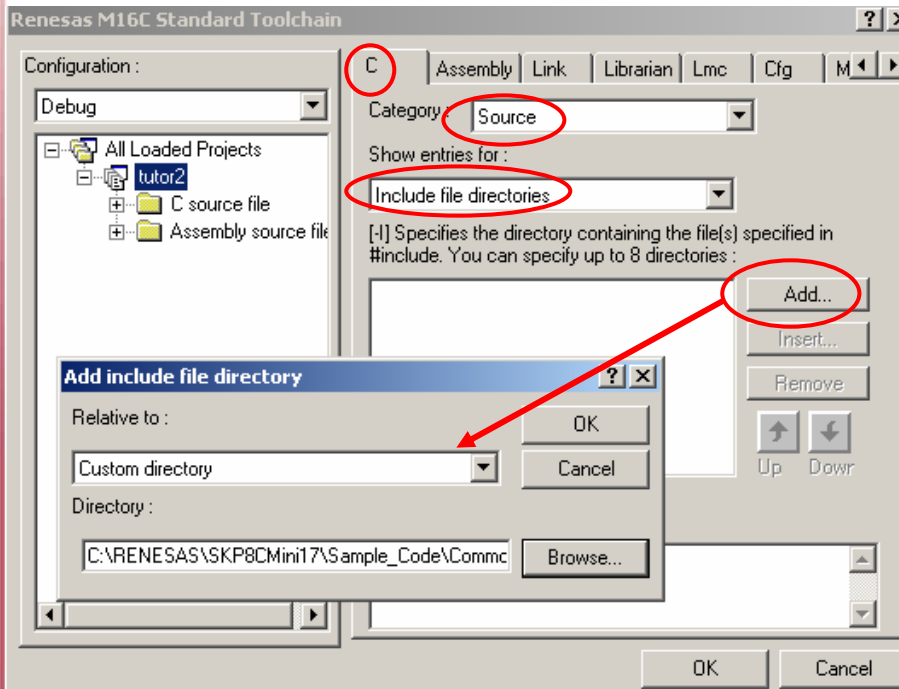 Renesas M16C Standard Toolchain
Configuration :
Debug
All Loaded Projects
tutor2
C source file
Assembly source file
C
Assembly
Link
Librarian
Lmc
Cfg
M
Category :
Source
Show entries for :
Include file directories
[-I] Specifies the directory containing the file(s) specified in
#include. You can specify up to 8 directories :
Add...
Insert...
Remove
Up
Down
Add include file directory
Relative to :
OK
Custom directory
Cancel
Directory :
C:\RENESAS\SKP8CMini17\Sample_Code\Commc
Browse...
OK
Cancel